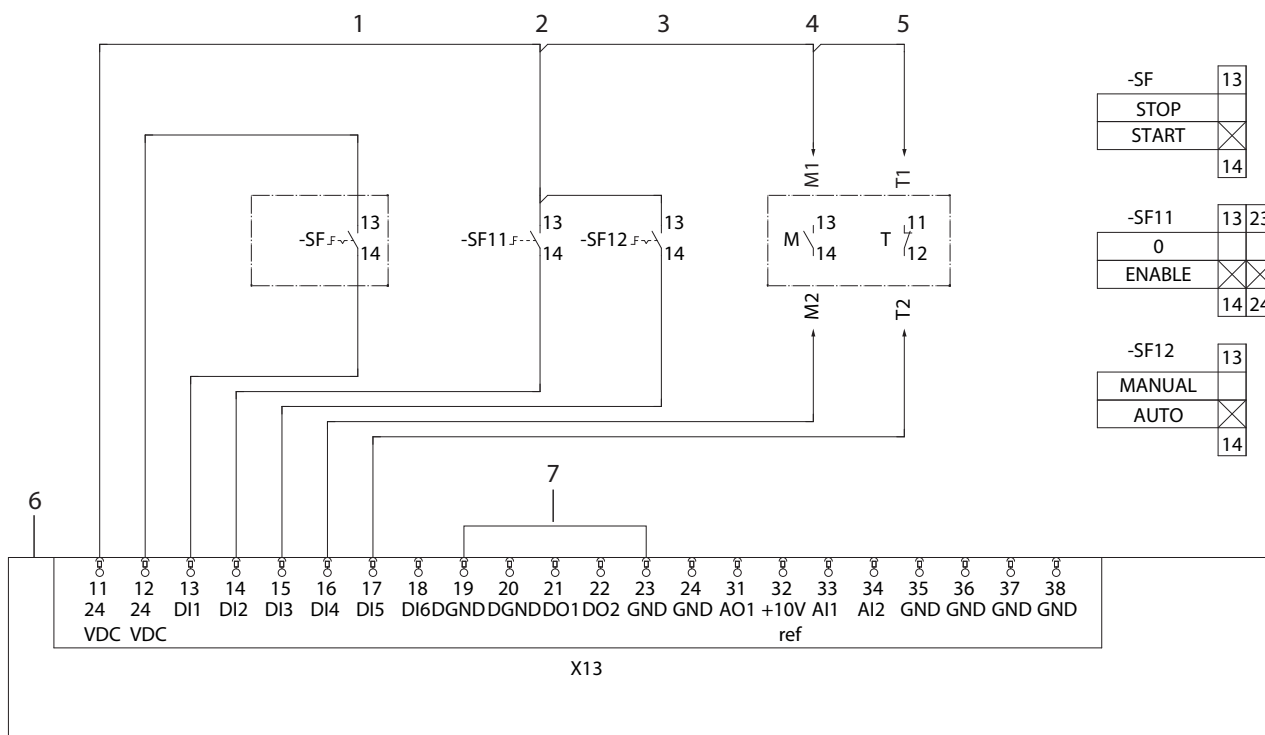 1 2 3 4 5
-SF 13
STOP
START
14
M1 T1
-SF11 13 23
0
ENABLE
14 24
-SF 13 14
-SF11 13 14
-SF12 13 14
M 13 14
T 11 12
M2 T2
-SF12 13
MANUAL
AUTO
14
6 7
11 12 13 14 15 16 17 18 19 20 21 22 23 24 31 32 33 34 35 36 37 38
24 24 DI1 DI2 DI3 DI4 DI5 DI6 DGND DGND DO1 DO2 GND GND AO1 +10V AI1 AI2 GND GND GND GND
VDC VDC ref
X13